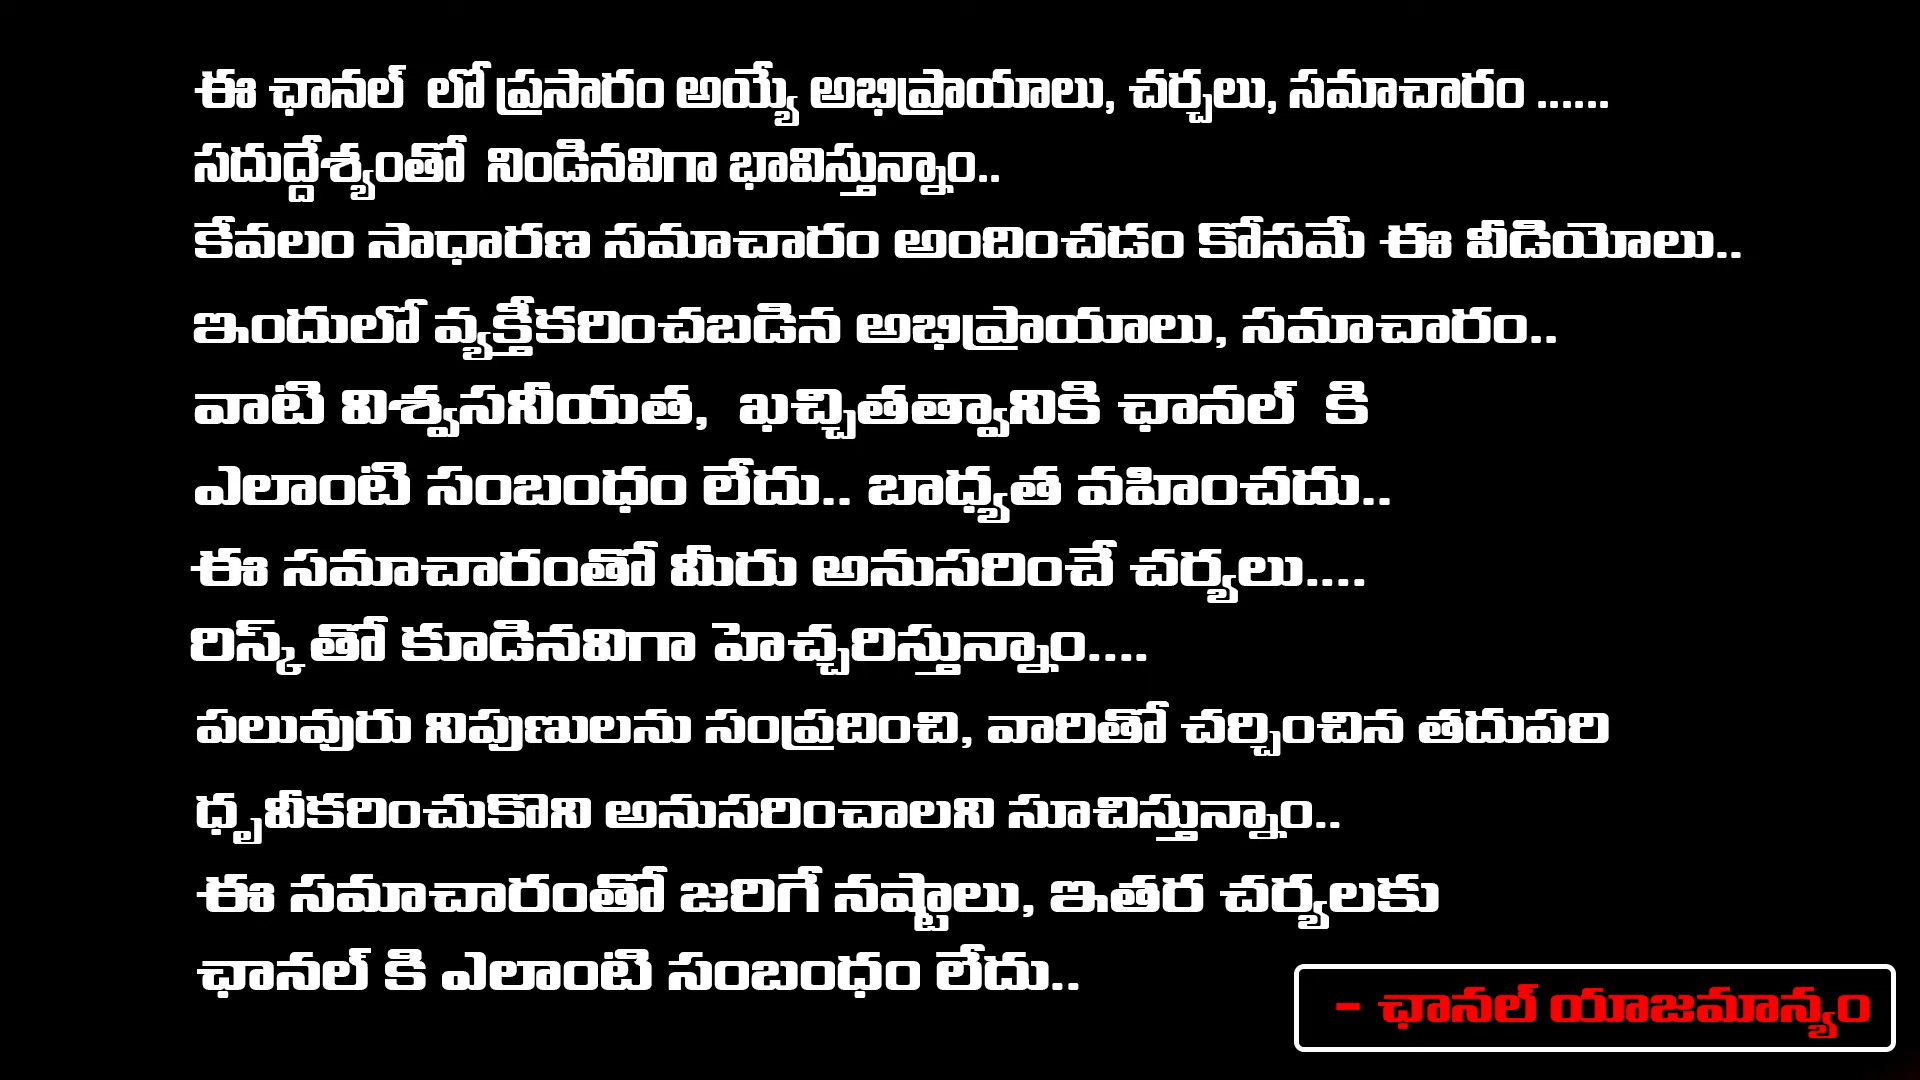 ఈ ఛానల్ లో ప్రసారం అయ్యే అభిప్రాయాలు, చర్చలు, సమాచారం ......
సదుద్దేశ్యంతో నిండినవిగా భావిస్తున్నాం..
కేవలం సాధారణ సమాచారం అందించడం కోసమే ఈ వీడియోలు..
ఇందులో వ్యక్తీకరించబడిన అభిప్రాయాలు, సమాచారం..
వాటి విశ్వసనీయత, ఖచ్చితత్వానికి ఛానల్ కి
ఎలాంటి సంబంధం లేదు.. బాధ్యత వహించదు..
ఈ సమాచారంతో మీరు అనుసరించే చర్యలు....
రిస్క్ తో కూడినవిగా హెచ్చరిస్తున్నాం....
పలువురు నిపుణులను సంప్రదించి, వారితో చర్చించిన తదుపరి
ధృవీకరించుకొని అనుసరించాలని సూచిస్తున్నాం..
ఈ సమాచారంతో జరిగే నష్టాలు, ఇతర చర్యలకు
ఛానల్ కి ఎలాంటి సంబంధం లేదు..
- ఛానల్ యాజమాన్యం